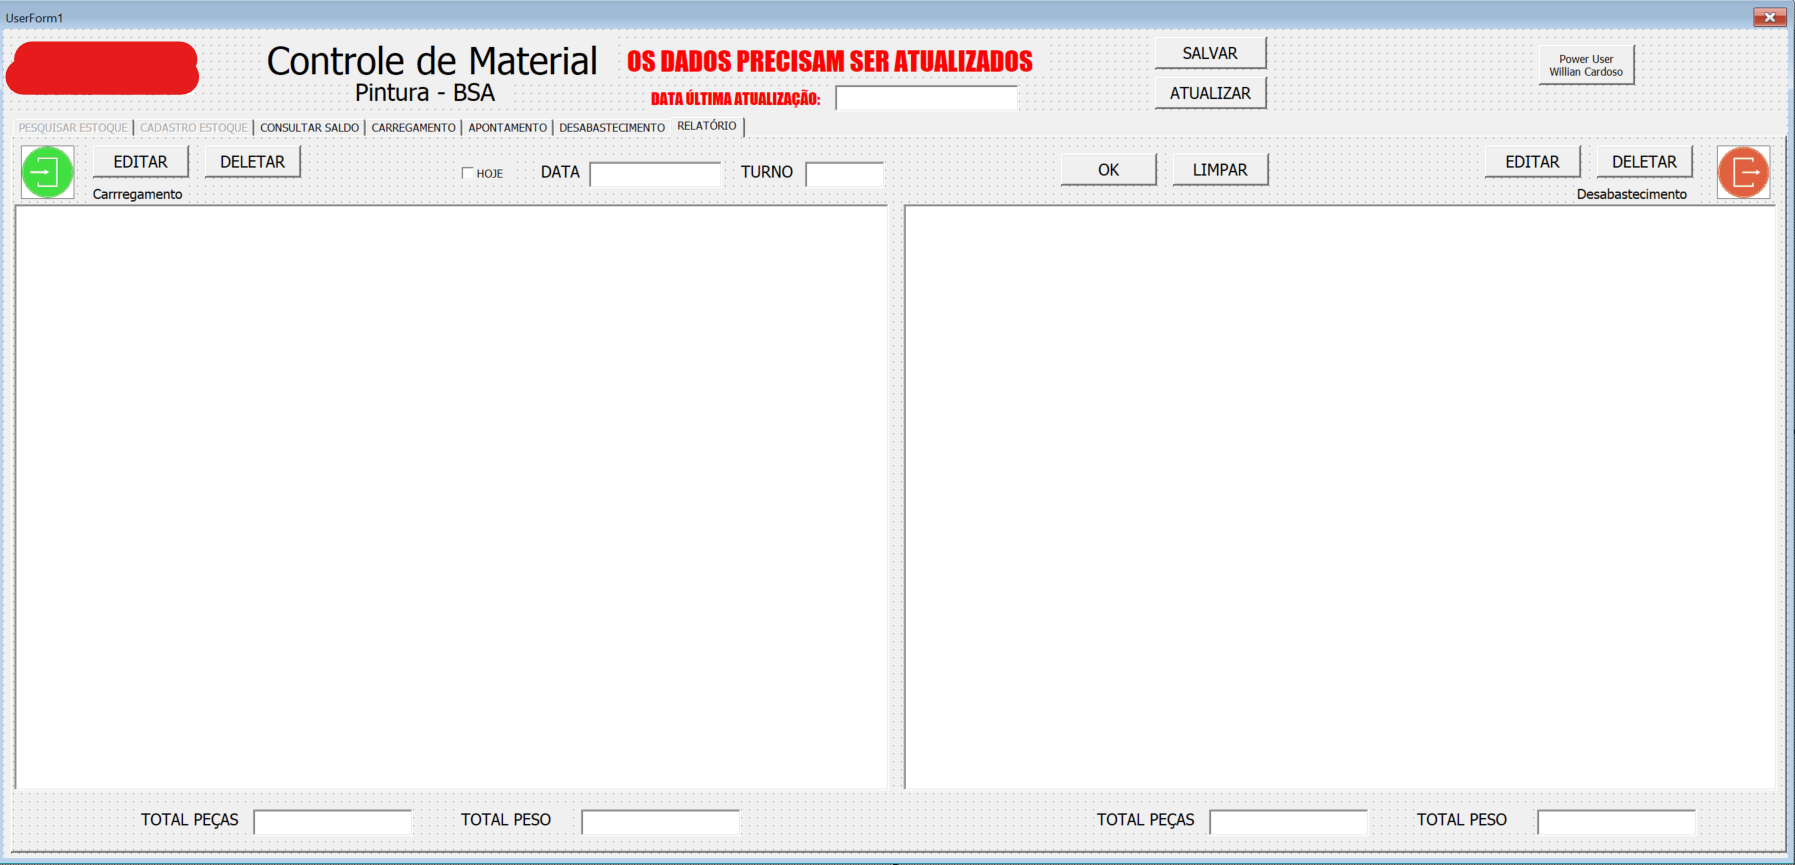 UserForm1
Controle de Material
Pintura - BSA
OS DADOS PRECISAM SER ATUALIZADOS
DATA ÚLTIMA ATUALIZAÇÃO:
SALVAR
ATUALIZAR
Power User
Willian Cardoso
PESQUISAR ESTOQUE CADASTRO ESTOQUE CONSULTAR SALDO CARREGAMENTO APONTAMENTO DESABASTECIMENTO RELATÓRIO
EDITAR DELETAR
Carrregamento
HOJE DATA TURNO
OK LIMPAR
EDITAR DELETAR
Desabastecimento
TOTAL PEÇAS TOTAL PESO
TOTAL PEÇAS TOTAL PESO